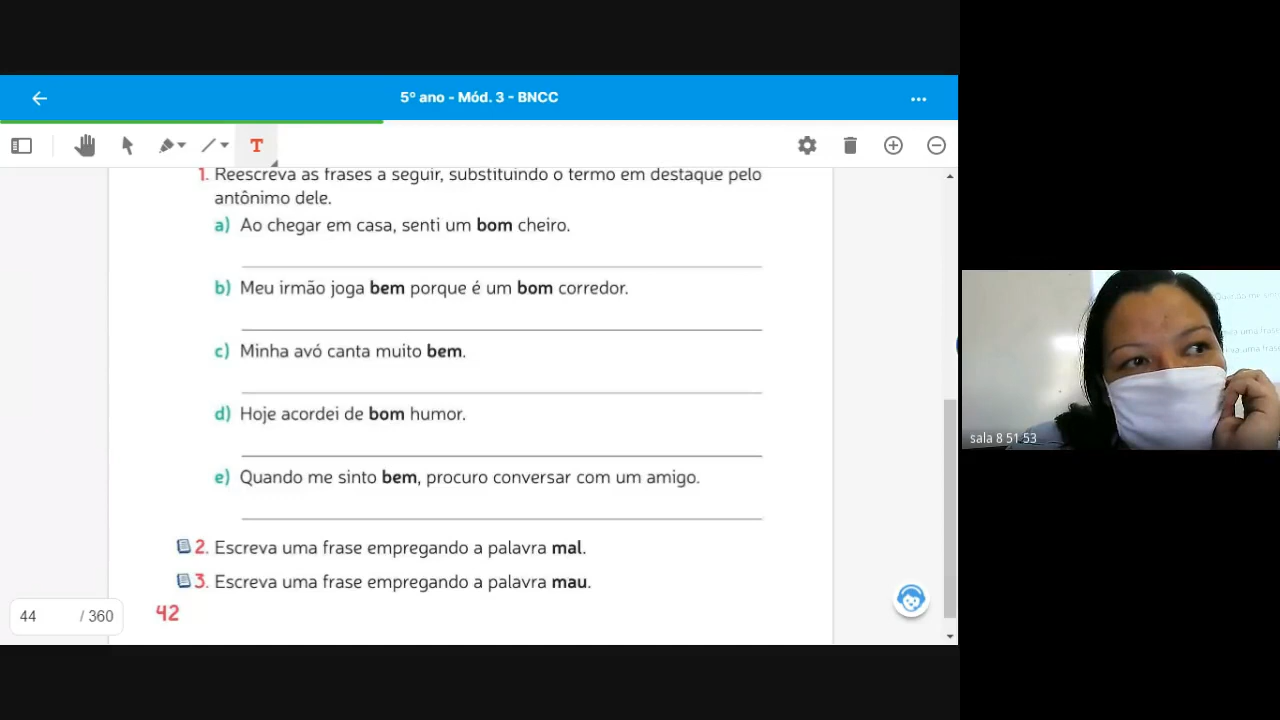 5º ano - Mód. 3 - BNCC
T
1. Reescreva as frases a seguir, substituindo o termo em destaque pelo
antônimo dele.
a) Ao chegar em casa, senti um bom cheiro.
b) Meu irmão joga bem porque é um bom corredor.
c) Minha avó canta muito bem.
d) Hoje acordei de bom humor.
e) Quando me sinto bem, procuro conversar com um amigo.
2. Escreva uma frase empregando a palavra mal.
3. Escreva uma frase empregando a palavra mau.
42
44 / 360
sala 8 51 53